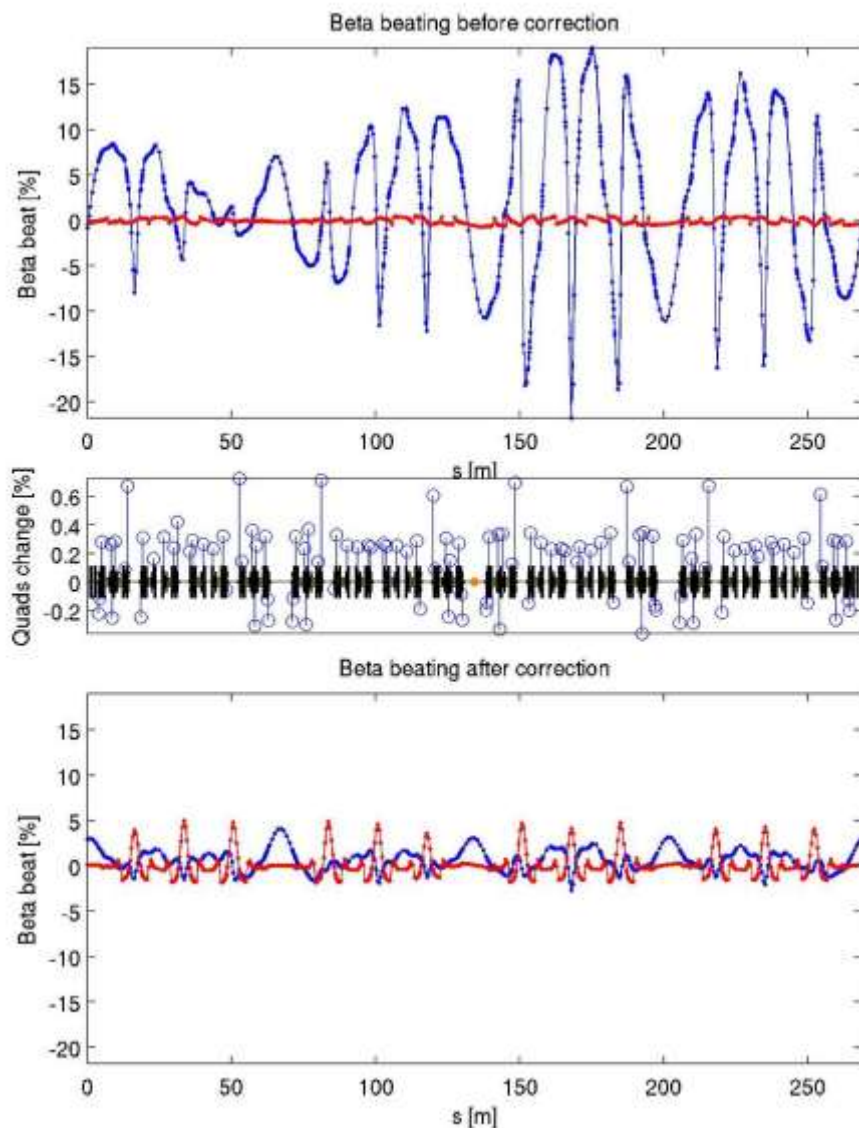 Beta beating before correction
Beta beat [%]
15
10
5
0
-5
-10
-15
-20
0 50 100 150 200 250
s [m]
Quads change [%]
0.6
0.4
0.2
0
-0.2
Beta beating after correction
Beta beat [%]
15
10
5
0
-5
-10
-15
-20
0 50 100 150 200 250
s [m]